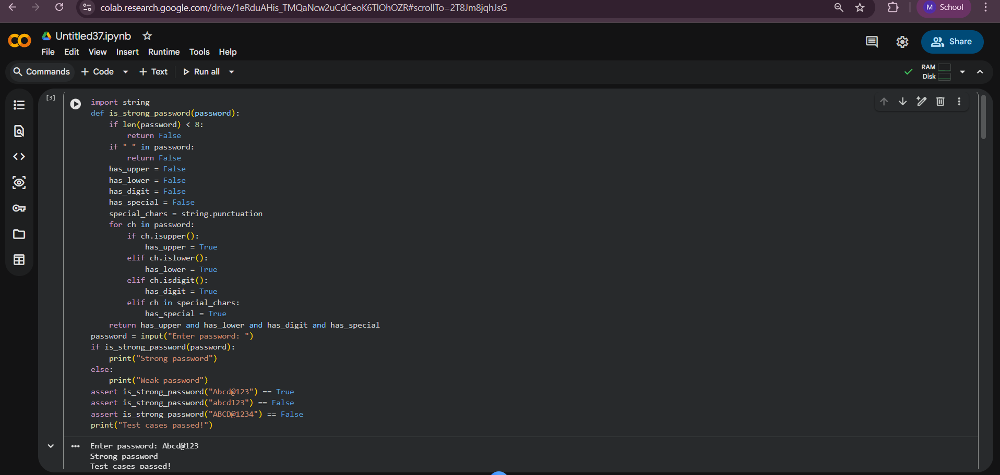 colab.research.google.com/drive/1eRduAHis_TMQaNcw2uCdCeoK6TlOhOZR#scrollTo=2T8Jm8jqhJsG
M School
CO Untitled37.ipynb
File Edit View Insert Runtime Tools Help
Share
Commands + Code + Text Run all
RAM
Disk
[3]
import string
def is_strong_password(password):
    if len(password) < 8:
        return False
    if " " in password:
        return False
    has_upper = False
    has_lower = False
    has_digit = False
    has_special = False
    special_chars = string.punctuation
    for ch in password:
        if ch.isupper():
            has_upper = True
        elif ch.islower():
            has_lower = True
        elif ch.isdigit():
            has_digit = True
        elif ch in special_chars:
            has_special = True
    return has_upper and has_lower and has_digit and has_special
password = input("Enter password: ")
if is_strong_password(password):
    print("Strong password")
else:
    print("Weak password")
assert is_strong_password("Abcd@123") == True
assert is_strong_password("abcd123") == False
assert is_strong_password("ABCD@1234") == False
print("Test cases passed!")
Enter password: Abcd@123
Strong password
Test cases passed!